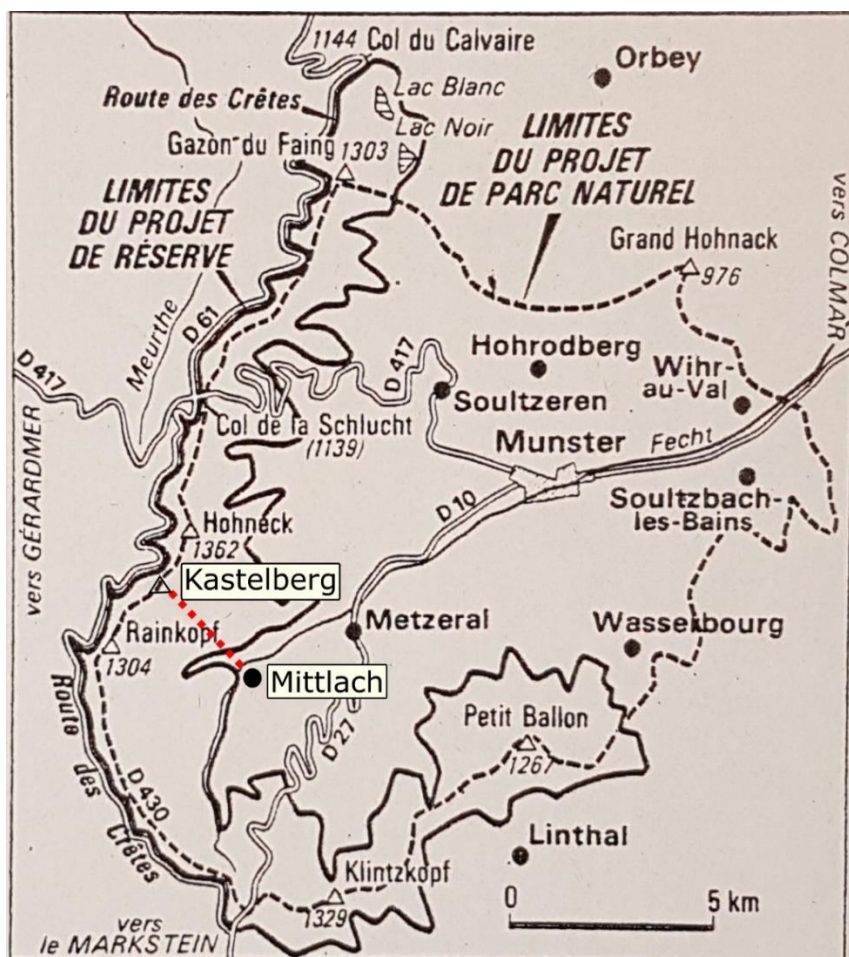 1144 Col du Calvaire
Orbey
Lac Blanc
Route des Crêtes
Lac Noir
LIMITES
DU PROJET
DE PARC NATUREL
Gazon du Faing
1303
LIMITES
DU PROJET
DE RÉSERVE
vers COLMAR
Grand Hohnack
976
Meurthe
D 61
D 417
D 417
Hohrodberg
Wihr-
au-Val
Soultzeren
Col de la Schlucht
(1139)
Munster
Fecht
Soultzbach-
les-Bains
D 10
vers GÉRARDMER
Hohneck
1362
Kastelberg
Metzeral
Wasserbourg
Rainkopf
1304
Mittlach
Petit Ballon
1267
D 27
Route des Crêtes
D 430
Linthal
Klintzkopf
1329
0 5 km
vers
le MARKSTEIN